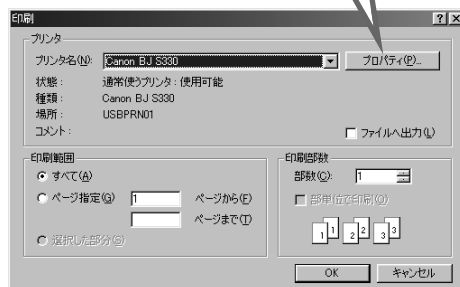 印刷
プリンタ
プリンタ名(N): Canon BJ S330 プロパティ(P)...
状態: 通常使うプリンタ: 使用可能
種類: Canon BJ S330
場所: USBPRN01
コメント: ファイルへ出力(L)
印刷範囲
すべて(A)
ページ指定(G) 1 ページから(F)
ページまで(T)
選択した部分(S)
印刷部数
部数(C): 1
部単位で印刷(O)
1 1 2 2 3 3
OK キャンセル